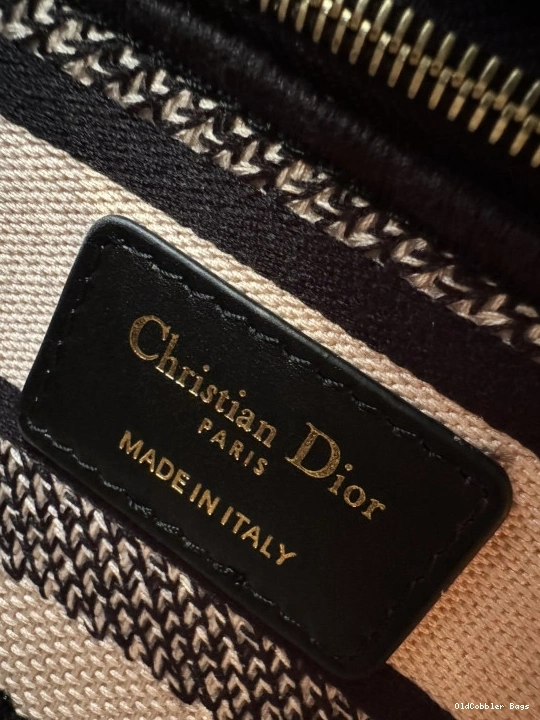 Christian Dior
PARIS
MADE IN ITALY
OldCobbler Bags